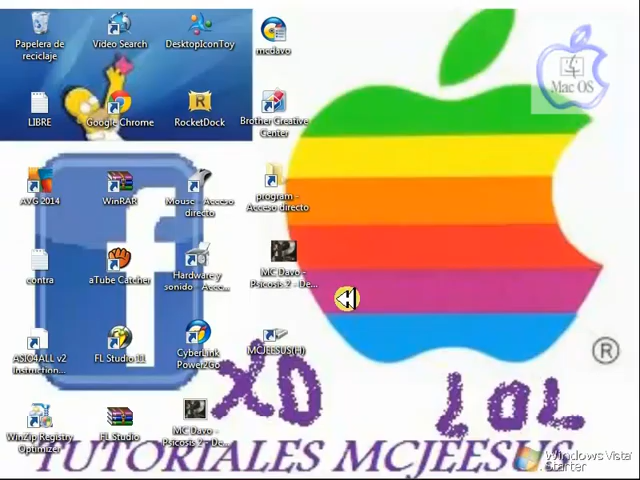 Papelera de
reciclaje
Video Search
DesktopIconToy
mcdavo
Mac OS
LIBRE
Google Chrome
RocketDock
Brother Creative
Center
AVG 2014
WinRAR
Mouse - Acceso
directo
program -
Acceso directo
contra
aTube Catcher
Hardware y
sonido - Acce...
MC Davo -
Psicosis 2 - De...
ASIO4ALL v2
Instruction...
FL Studio 11
CyberLink
Power2Go
MCJEESUS(H)
®
XD
LOL
WinZip Registry
Optimizer
FL Studio
MC Davo -
Psicosis 2 - De...
TUTORIALES MCJEESUS
Windows Vista
Starter